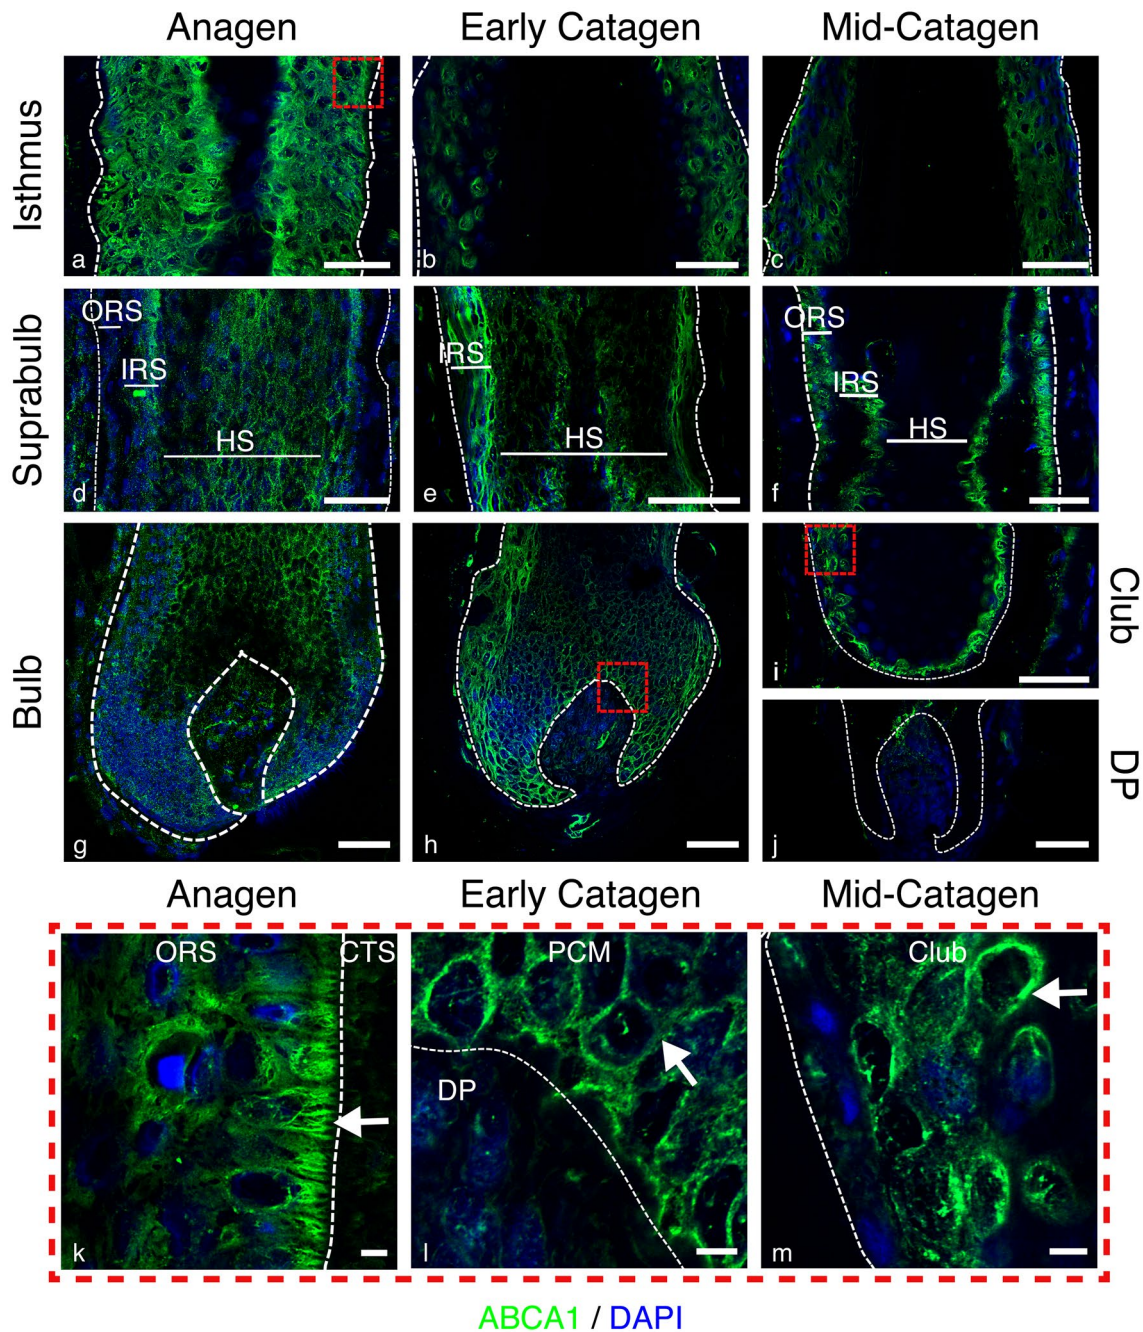 Anagen
Early Catagen
Mid-Catagen
Isthmus
a
b
c
Suprabulb
ORS
IRS
HS
d
IRS
HS
e
ORS
IRS
HS
f
Bulb
g
h
i
Club
j
DP
Anagen
Early Catagen
Mid-Catagen
ORS
CTS
k
PCM
DP
l
Club
m
ABCA1 / DAPI